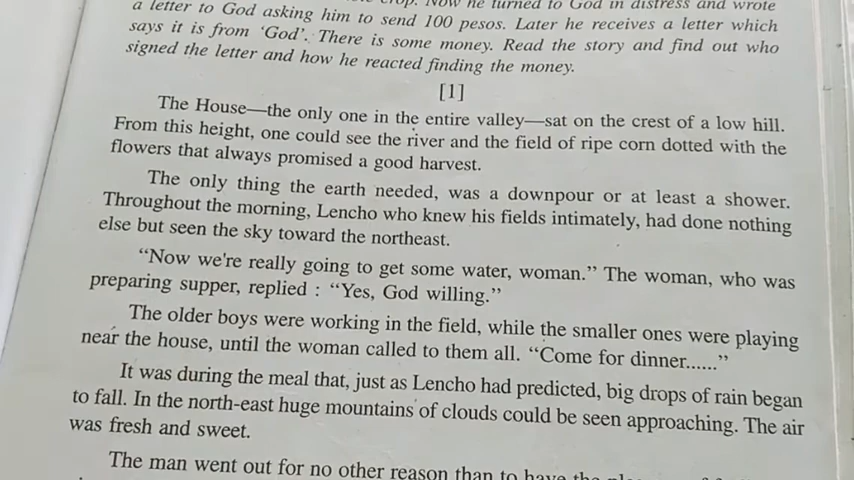 crop. Now he turned to God in distress and wrote
a letter to God asking him to send 100 pesos. Later he receives a letter which
says it is from ‘God’. There is some money. Read the story and find out who
signed the letter and how he reacted finding the money.
[1]
The House—the only one in the entire valley—sat on the crest of a low hill.
From this height, one could see the river and the field of ripe corn dotted with the
flowers that always promised a good harvest.
The only thing the earth needed, was a downpour or at least a shower.
Throughout the morning, Lencho who knew his fields intimately, had done nothing
else but seen the sky toward the northeast.
“Now we're really going to get some water, woman.” The woman, who was
preparing supper, replied : “Yes, God willing.”
The older boys were working in the field, while the smaller ones were playing
near the house, until the woman called to them all. “Come for dinner......”
It was during the meal that, just as Lencho had predicted, big drops of rain began
to fall. In the north-east huge mountains of clouds could be seen approaching. The air
was fresh and sweet.
The man went out for no other reason than to have the